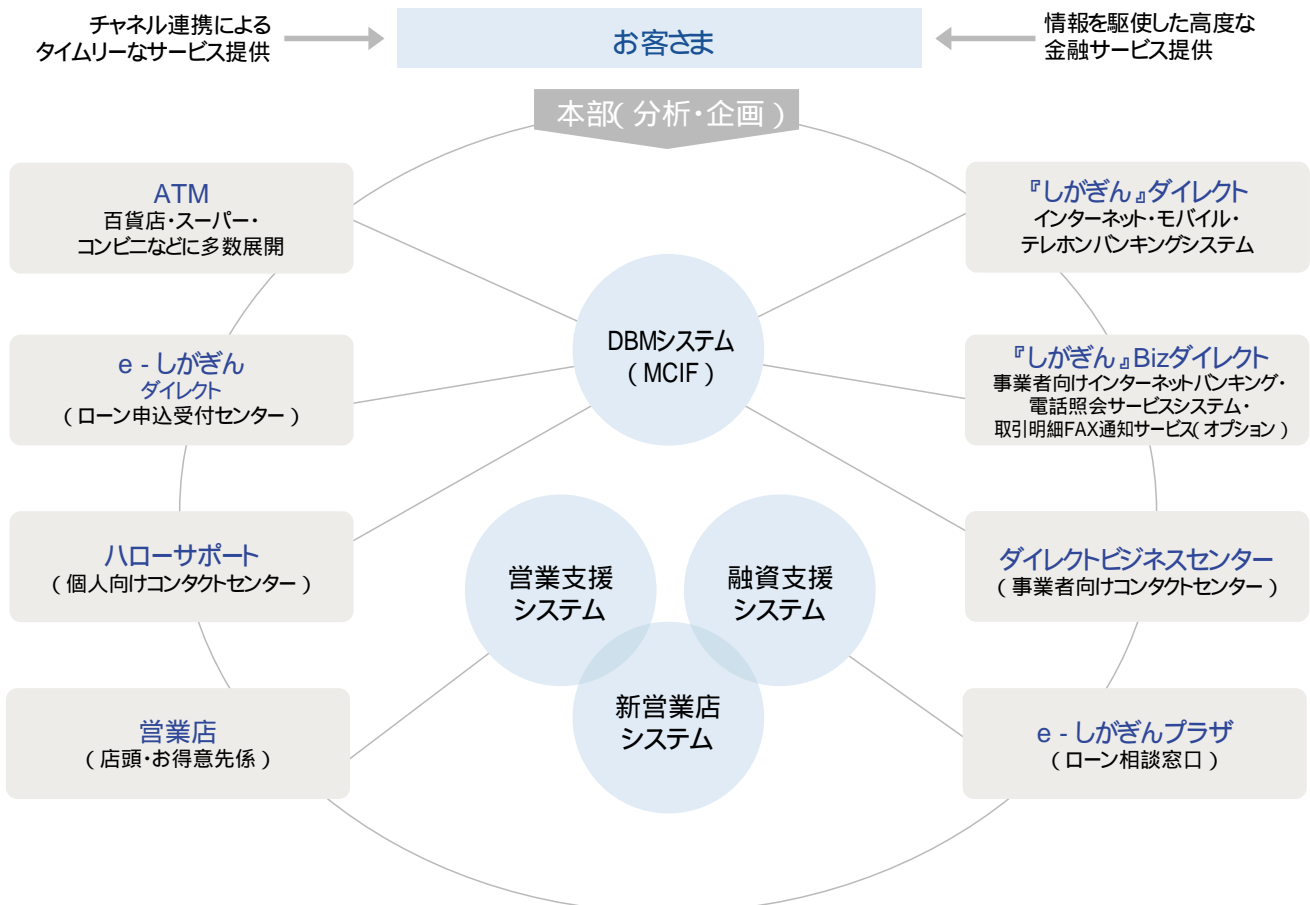 チャネル連携による
タイムリーなサービス提供
お客さま
情報を駆使した高度な
金融サービス提供
本部(分析・企画)
ATM
百貨店・スーパー・
コンビニなどに多数展開
『しがぎん』ダイレクト
インターネット・モバイル・
テレホンバンキングシステム
DBMシステム
(MCIF)
e-しがぎん
ダイレクト
(ローン申込受付センター)
『しがぎん』Bizダイレクト
事業者向けインターネットバンキング・
電話照会サービスシステム・
取引明細FAX通知サービス(オプション)
ハローサポート
(個人向けコンタクトセンター)
営業支援
システム
融資支援
システム
ダイレクトビジネスセンター
(事業者向けコンタクトセンター)
営業店
(店頭・お得意先係)
新営業店
システム
e-しがぎんプラザ
(ローン相談窓口)